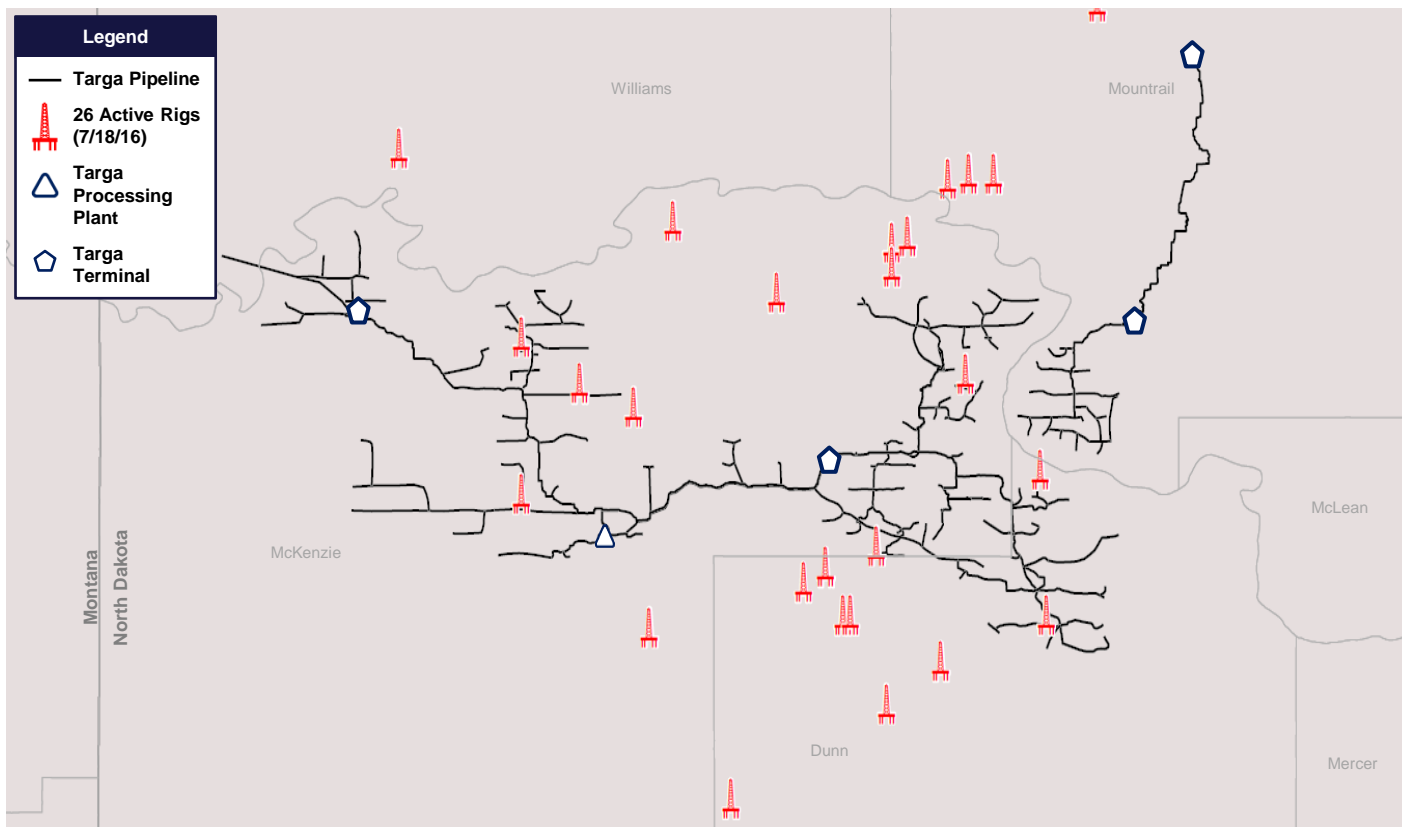 Legend
Targa Pipeline
26 Active Rigs
(7/18/16)
Targa
Processing
Plant
Targa
Terminal
Williams
Mountrail
McKenzie
Montana
North Dakota
McLean
Dunn
Mercer